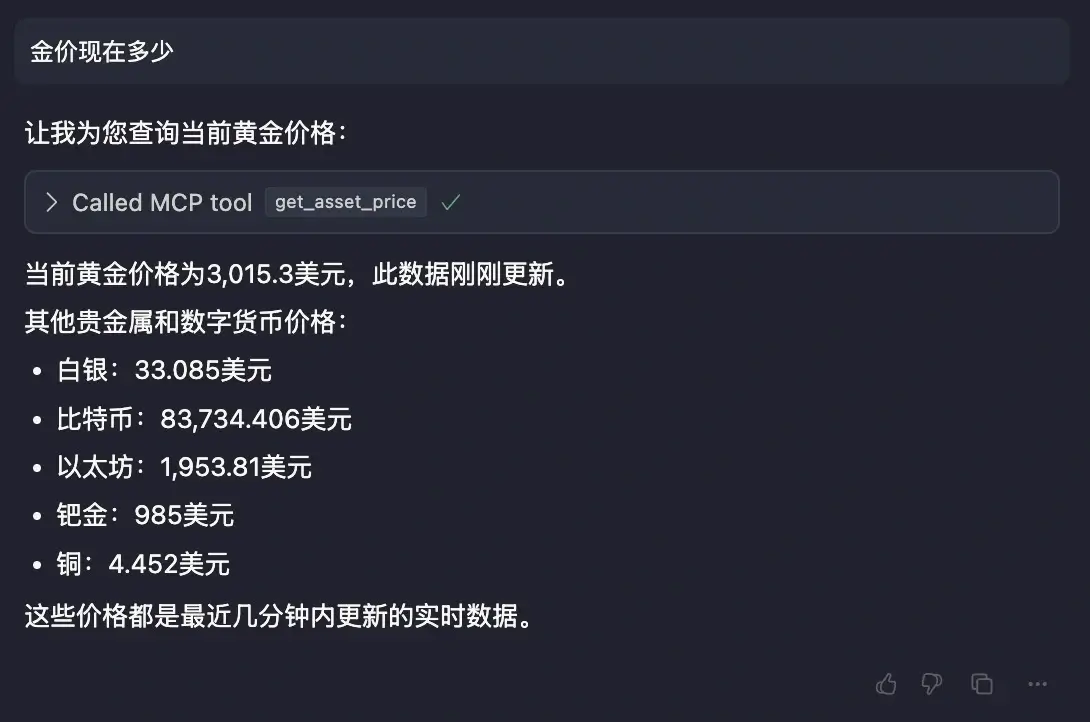 金价现在多少
让我为您查询当前黄金价格：
Called MCP tool get_asset_price
当前黄金价格为3,015.3美元，此数据刚刚更新。
其他贵金属和数字货币价格：
• 白银：33.085美元
• 比特币：83,734.406美元
• 以太坊：1,953.81美元
• 钯金：985美元
• 铜：4.452美元
这些价格都是最近几分钟内更新的实时数据。